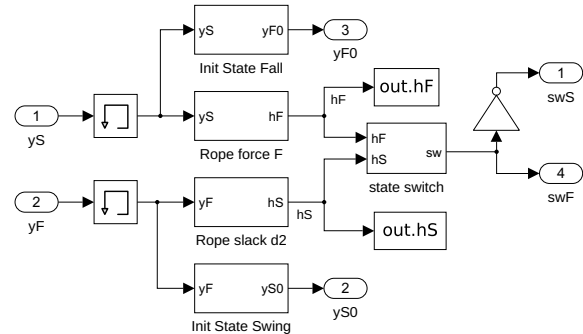 yS
yF0
Init State Fall
3
yF0
1
yS
yS
hF
Rope force F
hF
out.hF
hF
hS
sw
state switch
1
swS
4
swF
2
yF
yF
hS
Rope slack d2
hS
out.hS
yF
yS0
Init State Swing
2
yS0